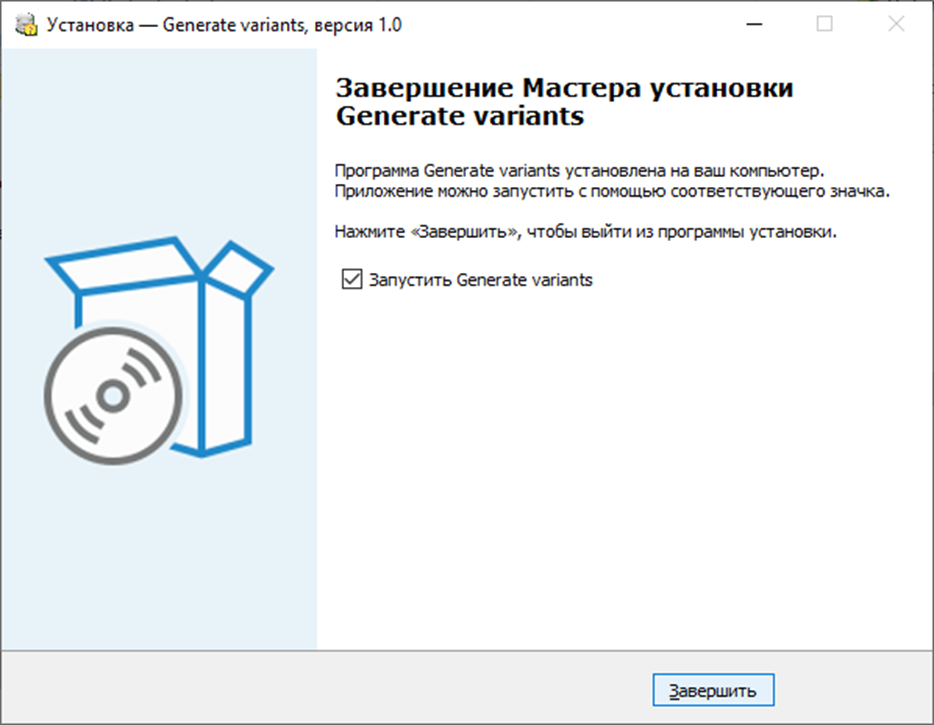 Установка — Generate variants, версия 1.0
Завершение Мастера установки
Generate variants
Программа Generate variants установлена на ваш компьютер.
Приложение можно запустить с помощью соответствующего значка.
Нажмите «Завершить», чтобы выйти из программы установки.
Запустить Generate variants
Завершить